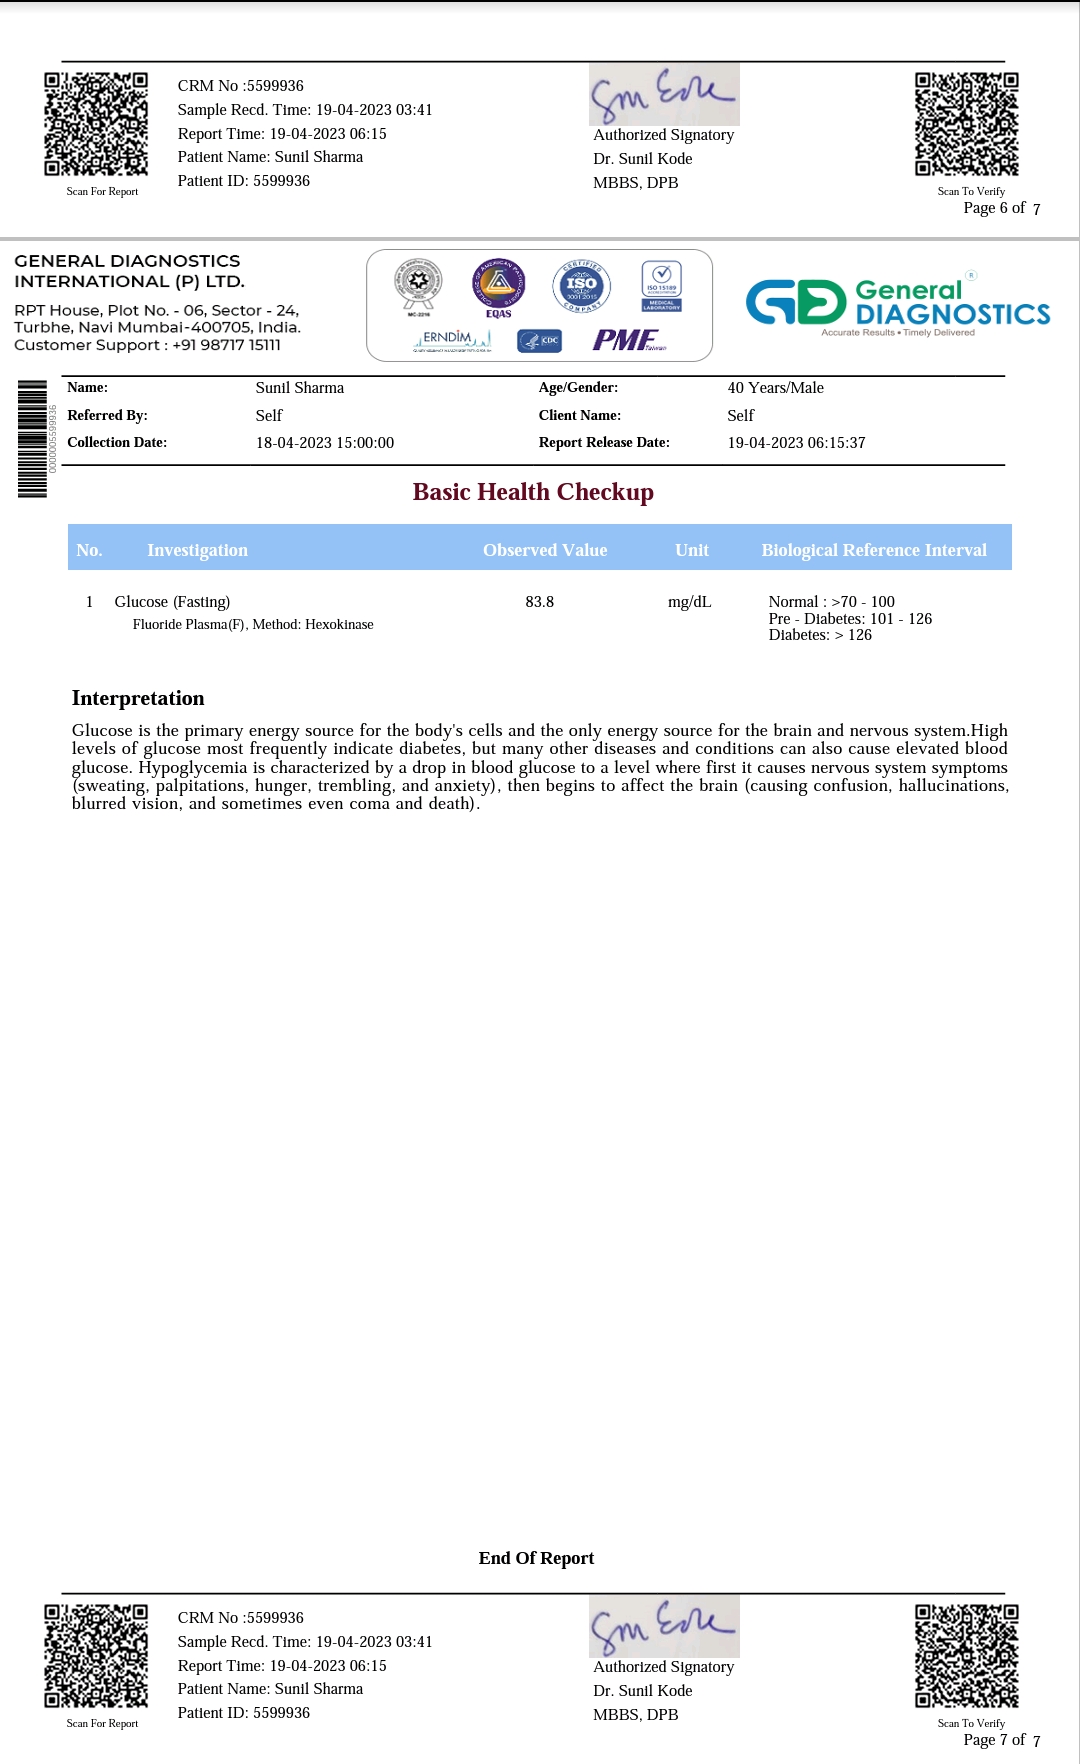 CRM No :5599936
Sample Recd. Time: 19-04-2023 03:41
Report Time: 19-04-2023 06:15
Patient Name: Sunil Sharma
Patient ID: 5599936
Scan For Report
Authorized Signatory
Dr. Sunil Kode
MBBS, DPB
Scan To Verify
Page 6 of 7
GENERAL DIAGNOSTICS
INTERNATIONAL (P) LTD.
RPT House, Plot No. - 06, Sector - 24,
Turbhe, Navi Mumbai-400705, India.
Customer Support : +91 98717 15111
MC-2216
EQAS
CERTIFIED
ISO
9001:2015
COMPANY
ISO 15189
MEDICAL
LABORATORY
ERNDIM
CDC
PMF
Taiwan
General
DIAGNOSTICS
Accurate Results • Timely Delivered
0000005599936
Name: Sunil Sharma Age/Gender: 40 Years/Male
Referred By: Self Client Name: Self
Collection Date: 18-04-2023 15:00:00 Report Release Date: 19-04-2023 06:15:37
Basic Health Checkup
No. Investigation Observed Value Unit Biological Reference Interval
1 Glucose (Fasting) 83.8 mg/dL Normal : >70 - 100
Fluoride Plasma(F), Method: Hexokinase Pre - Diabetes: 101 - 126
Diabetes: > 126
Interpretation
Glucose is the primary energy source for the body's cells and the only energy source for the brain and nervous system.High
levels of glucose most frequently indicate diabetes, but many other diseases and conditions can also cause elevated blood
glucose. Hypoglycemia is characterized by a drop in blood glucose to a level where first it causes nervous system symptoms
(sweating, palpitations, hunger, trembling, and anxiety), then begins to affect the brain (causing confusion, hallucinations,
blurred vision, and sometimes even coma and death).
End Of Report
CRM No :5599936
Sample Recd. Time: 19-04-2023 03:41
Report Time: 19-04-2023 06:15
Patient Name: Sunil Sharma
Patient ID: 5599936
Scan For Report
Authorized Signatory
Dr. Sunil Kode
MBBS, DPB
Scan To Verify
Page 7 of 7